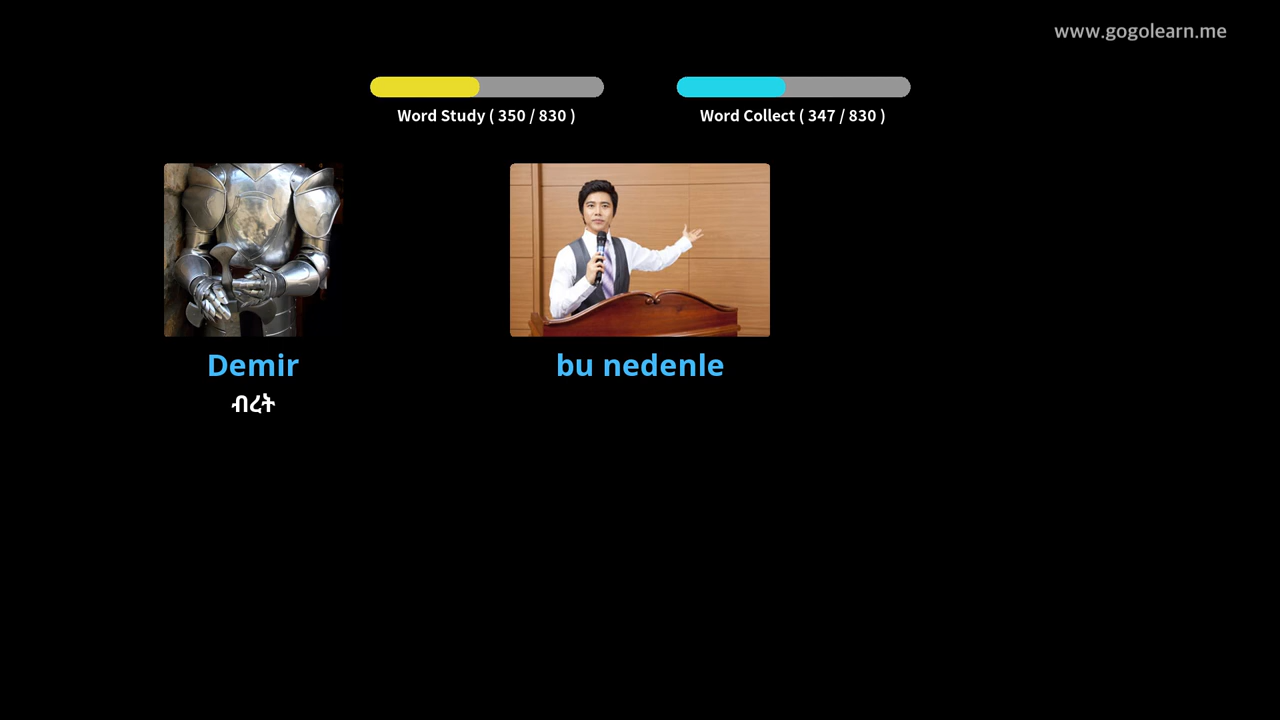 www.gogolearn.me
Word Study ( 350 / 830 )
Word Collect ( 347 / 830 )
Demir
ብረት
bu nedenle